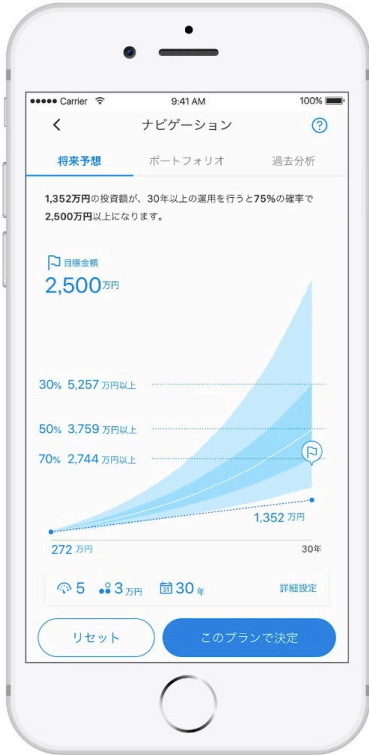 Carrier 9:41 AM 100%
ナビゲーション ?
将来予想 ポートフォリオ 過去分析
1,352万円の投資額が、30年以上の運用を行うと75%の確率で
2,500万円以上になります。
目標金額
2,500万円
30% 5,257 万円以上
50% 3,759 万円以上
70% 2,744 万円以上
1,352 万円
272 万円 30年
5 3万円 31 30年 詳細設定
リセット このプランで決定